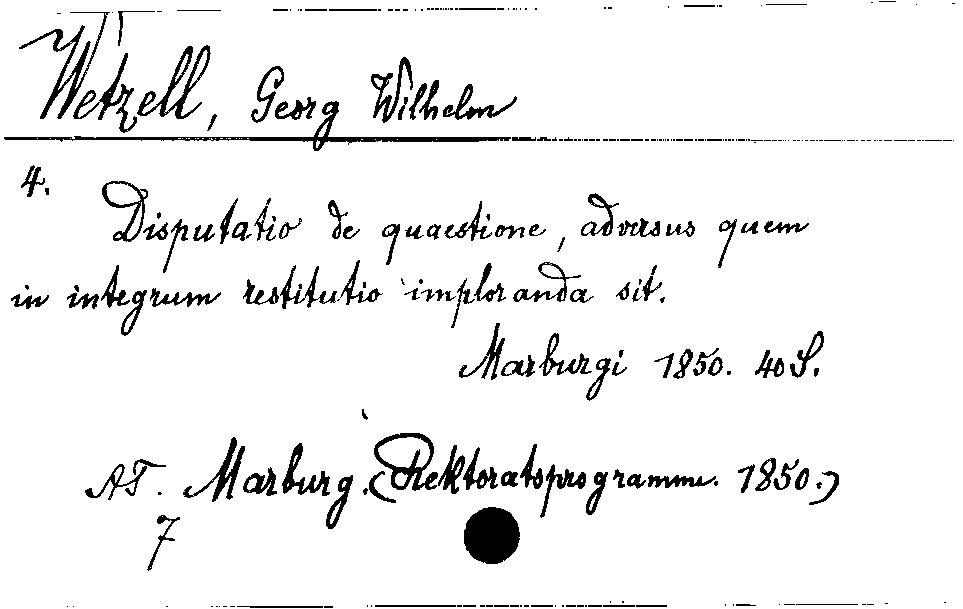 Wetzell, Georg Wilhelm
4.
Disputatio de quaestione, adversus quem
in integrum restitutio imploranda sit.
Marburgi 1850. 40 S.
AT. Marburg. (Rektoratsprogramm. 1850.)
7